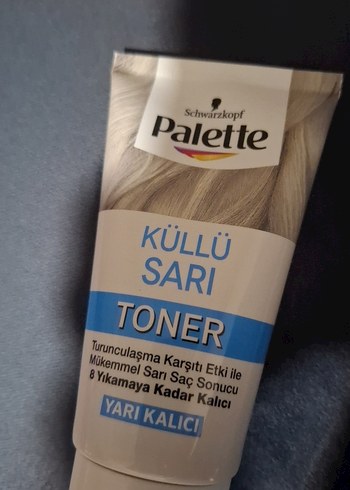 Schwarzkopf
Palette
KÜLLÜ
SARI
TONER
Turunculaşma Karşıtı Etki ile
Mükemmel Sarı Saç Sonucu
8 Yıkamaya Kadar Kalıcı
YARI KALICI